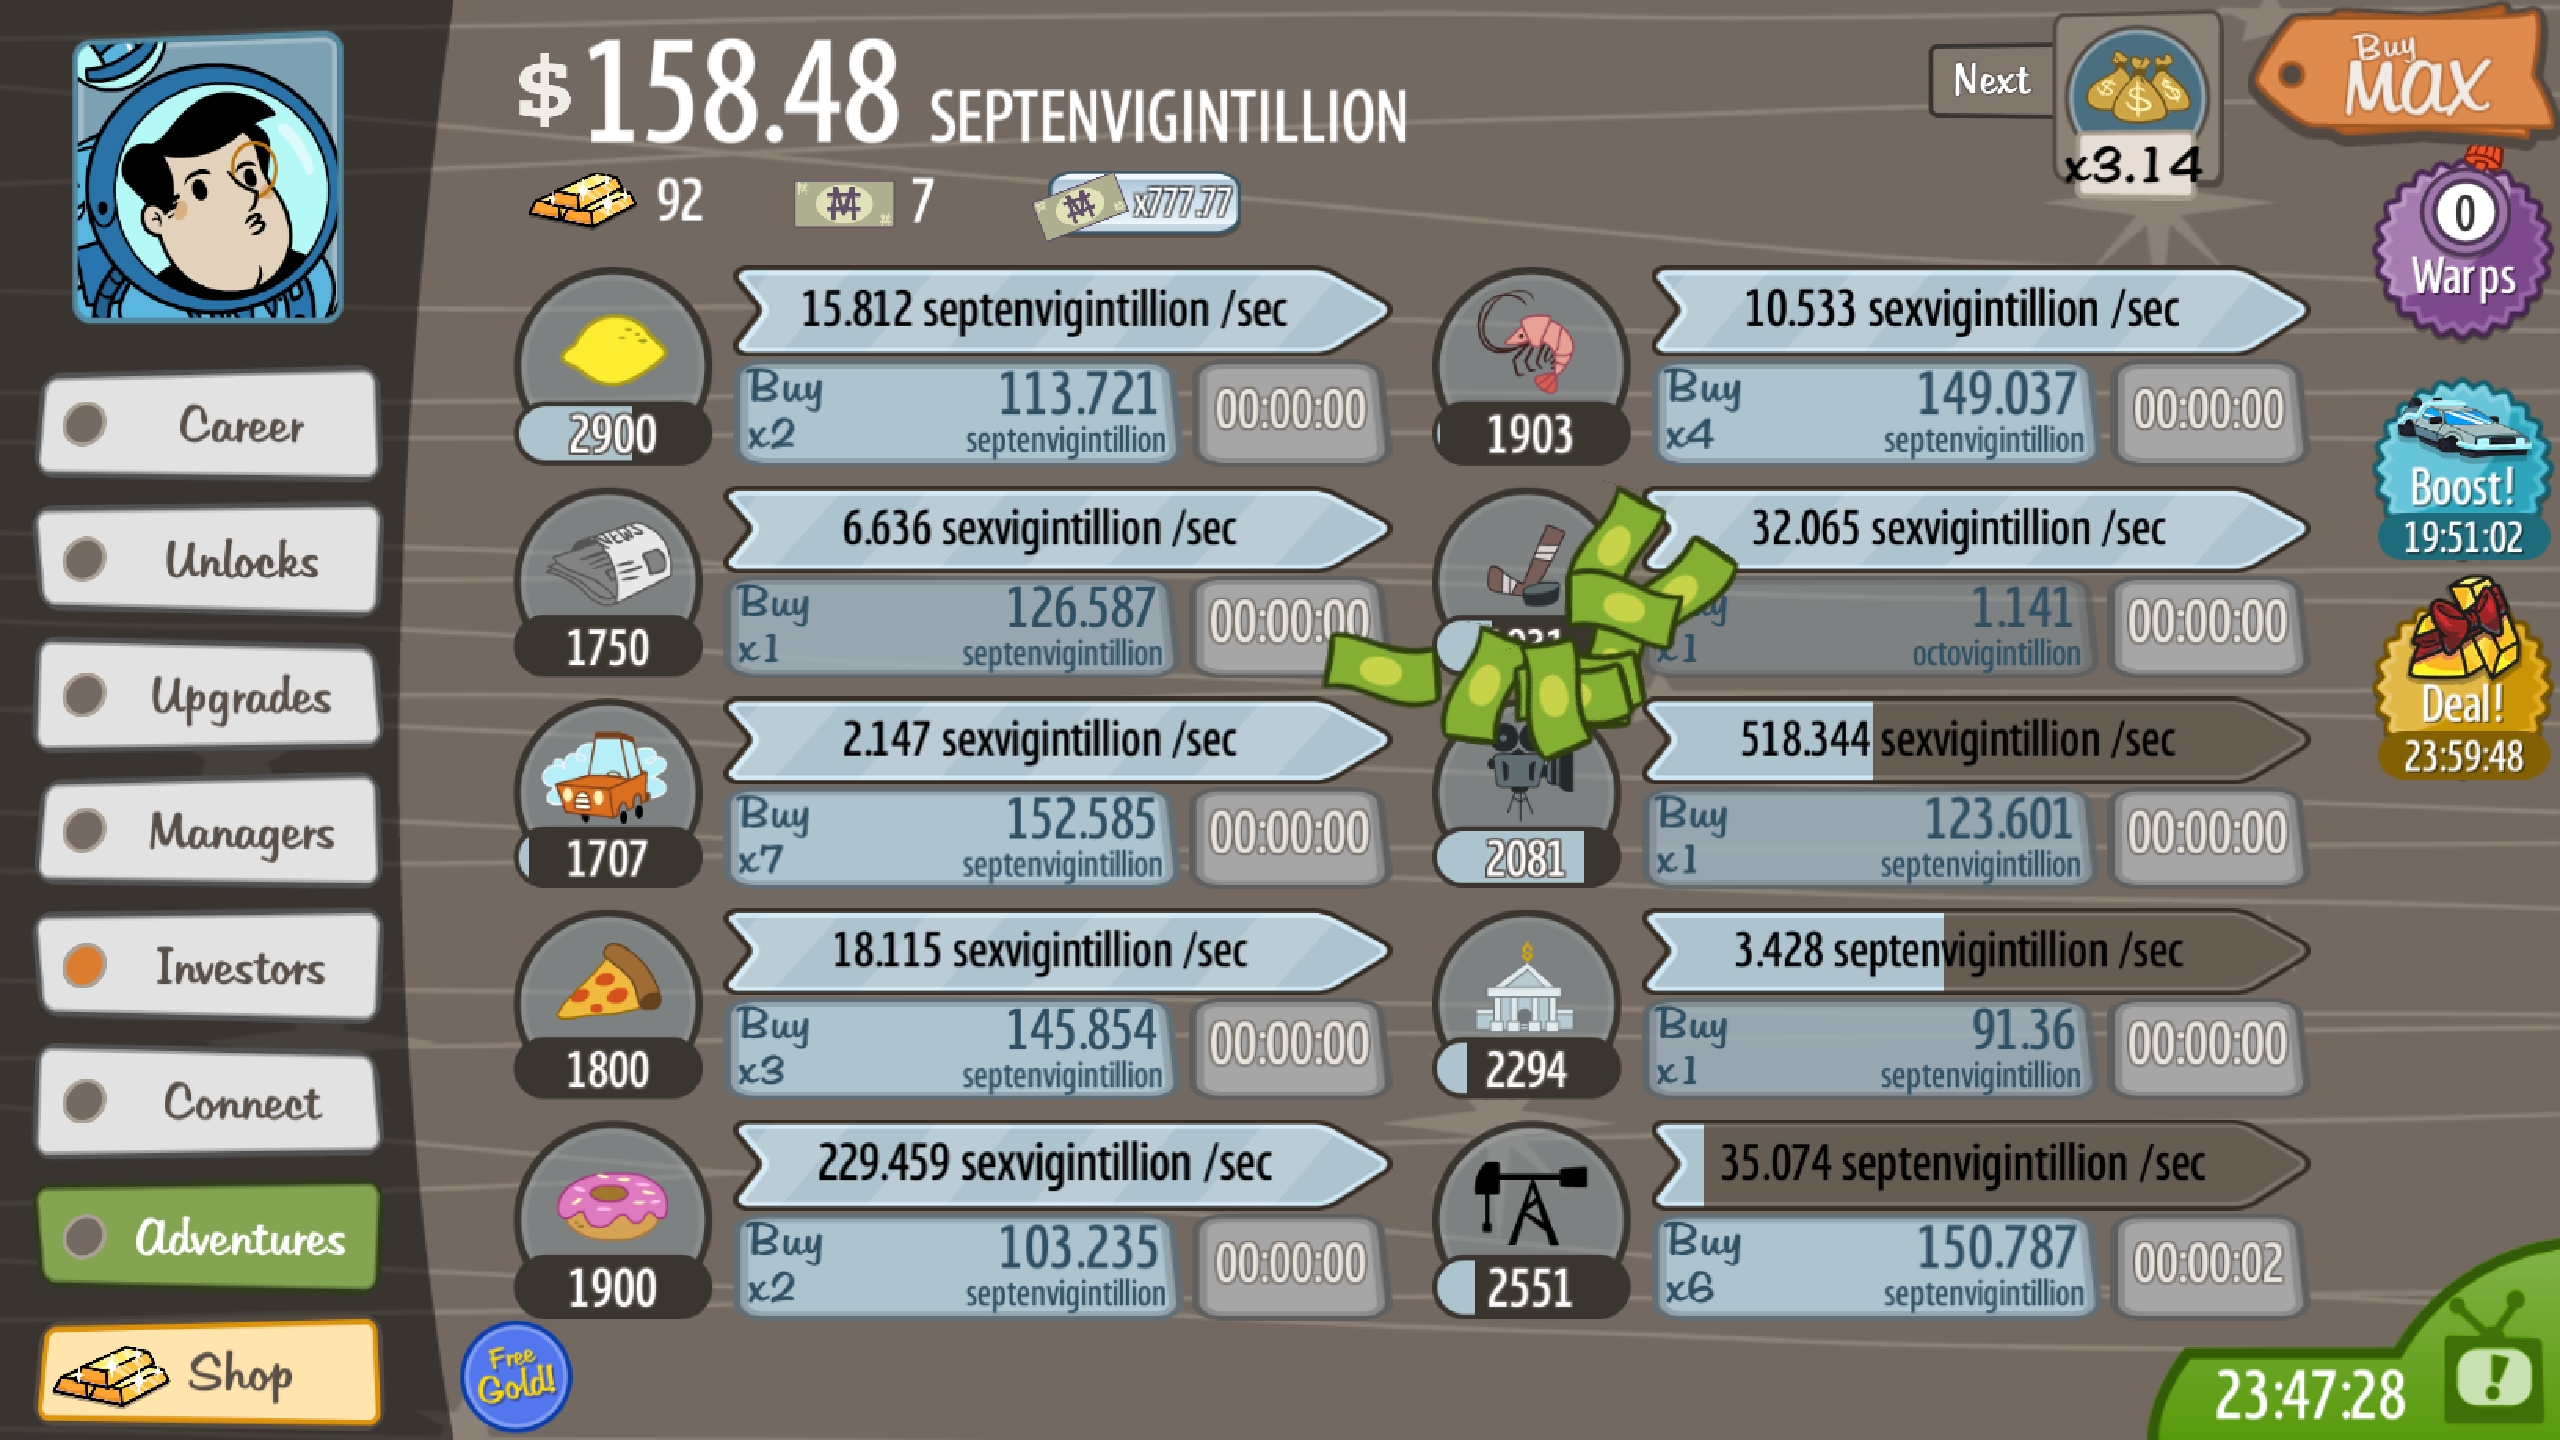 $158.48 SEPTENVIGINTILLION
Next
x3.14
Buy
MAX
92
7
x777.77
0
Warps
Boost!
19:51:02
Deal!
23:59:48
Career
Unlocks
Upgrades
Managers
Investors
Connect
Adventures
Shop
15.812 septenvigintillion /sec
2900
Buy 113.721
x2 septenvigintillion
00:00:00
10.533 sexvigintillion /sec
1903
Buy 149.037
x4 septenvigintillion
00:00:00
NEWS
6.636 sexvigintillion /sec
1750
Buy 126.587
x1 septenvigintillion
00:00:00
32.065 sexvigintillion /sec
1.141
x1 octovigintillion
00:00:00
2.147 sexvigintillion /sec
1707
Buy 152.585
x7 septenvigintillion
00:00:00
518.344 sexvigintillion /sec
2081
Buy 123.601
x1 septenvigintillion
00:00:00
18.115 sexvigintillion /sec
1800
Buy 145.854
x3 septenvigintillion
00:00:00
3.428 septenvigintillion /sec
2294
Buy 91.36
x1 septenvigintillion
00:00:00
229.459 sexvigintillion /sec
1900
Buy 103.235
x2 septenvigintillion
00:00:00
35.074 septenvigintillion /sec
2551
Buy 150.787
x6 septenvigintillion
00:00:02
Free
Gold!
23:47:28